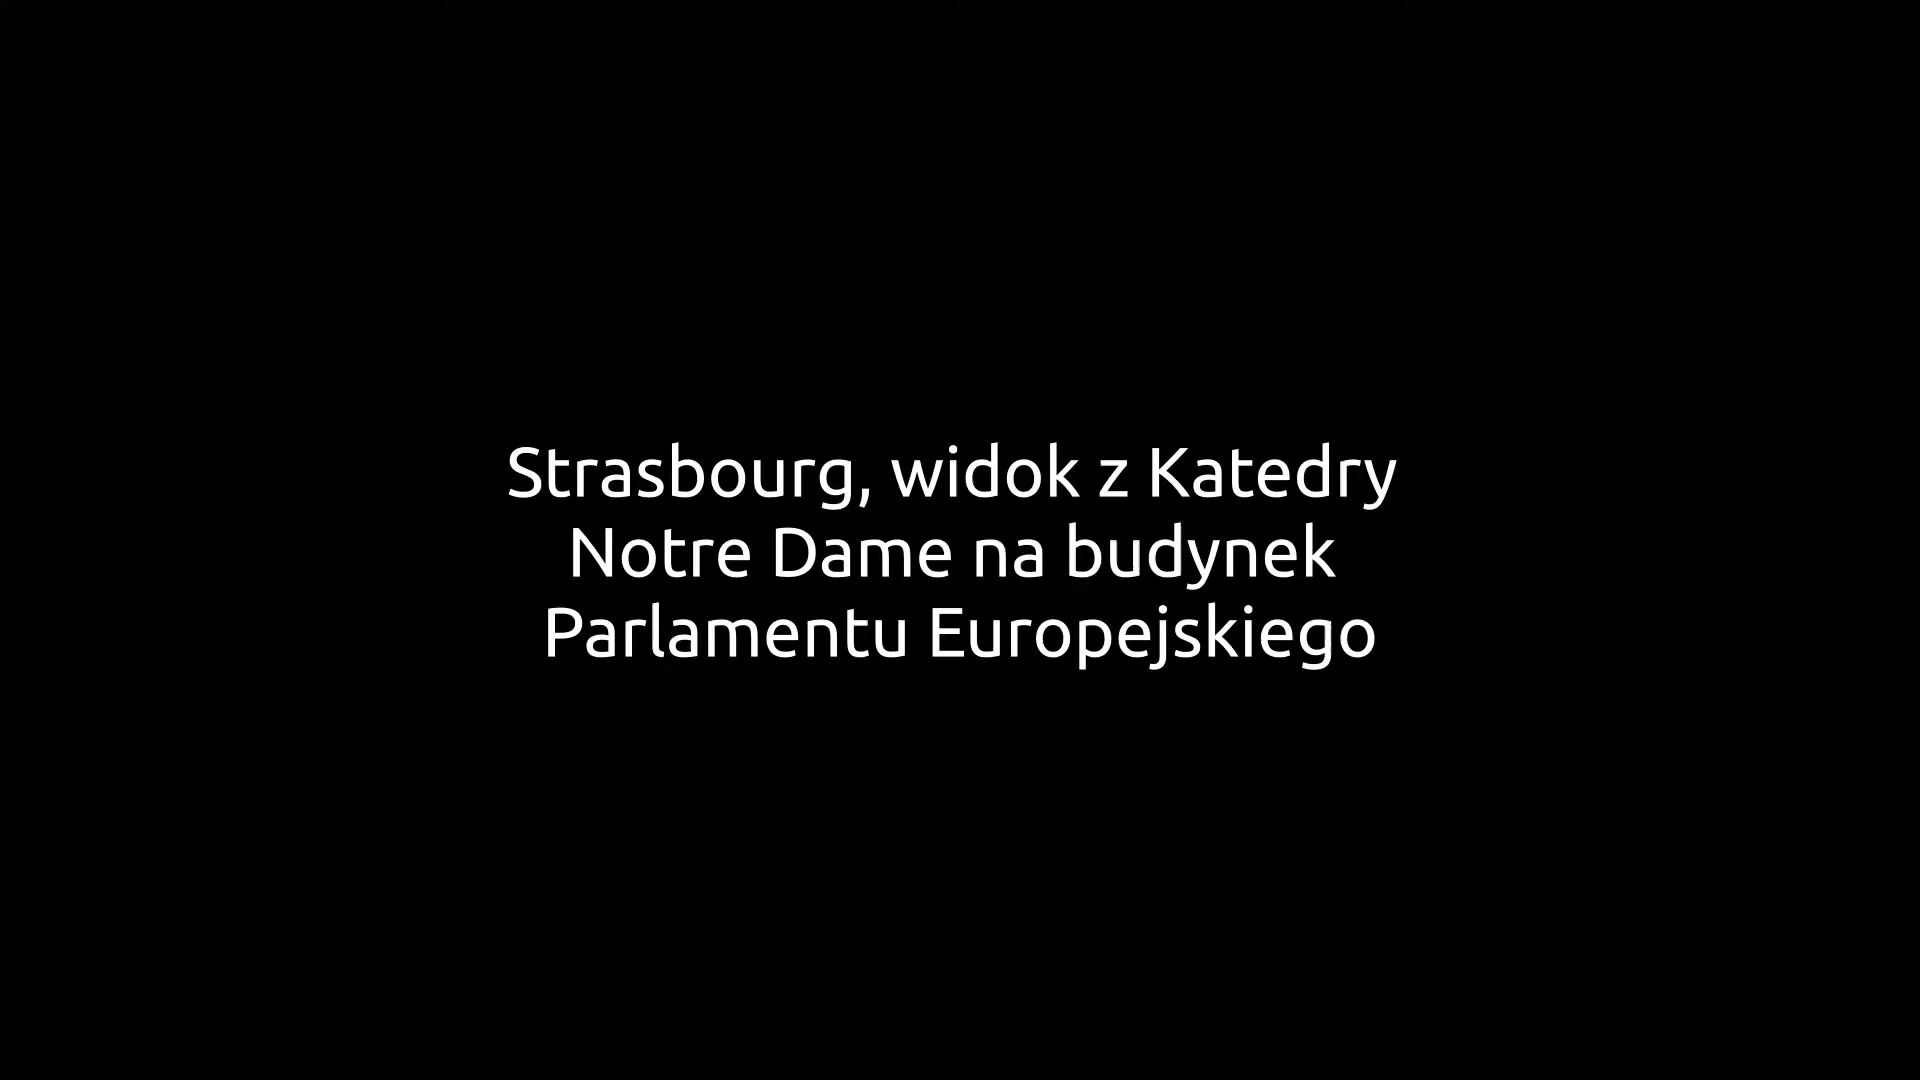 Strasbourg, widok z Katedry
Notre Dame na budynek
Parlamentu Europejskiego